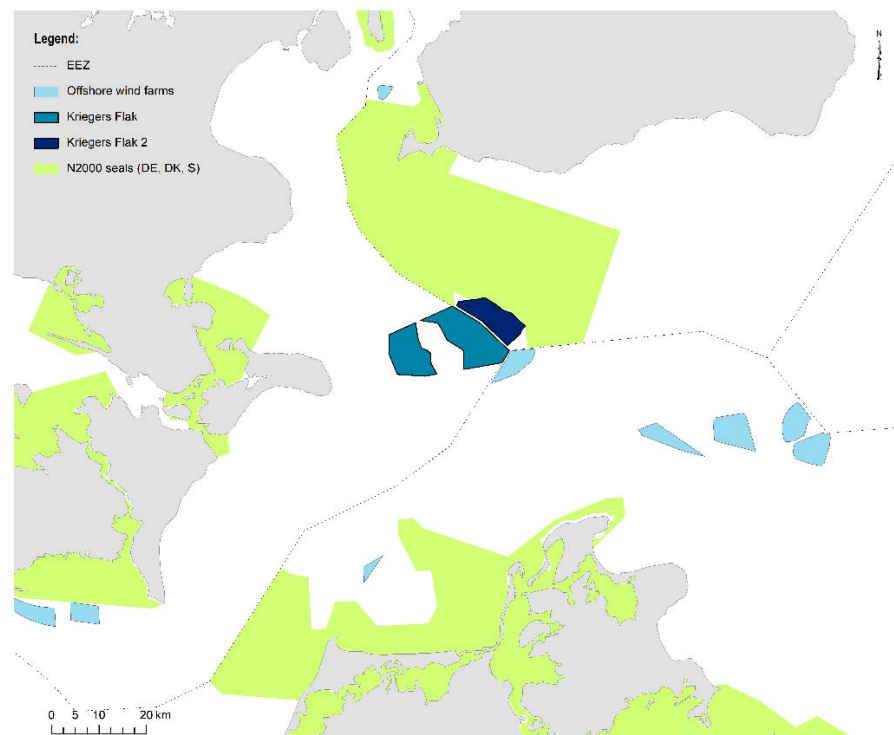 Legend:
N
EEZ
Offshore wind farms
Kriegers Flak
Kriegers Flak 2
N2000 seals (DE, DK, S)
0 5 10 20 km